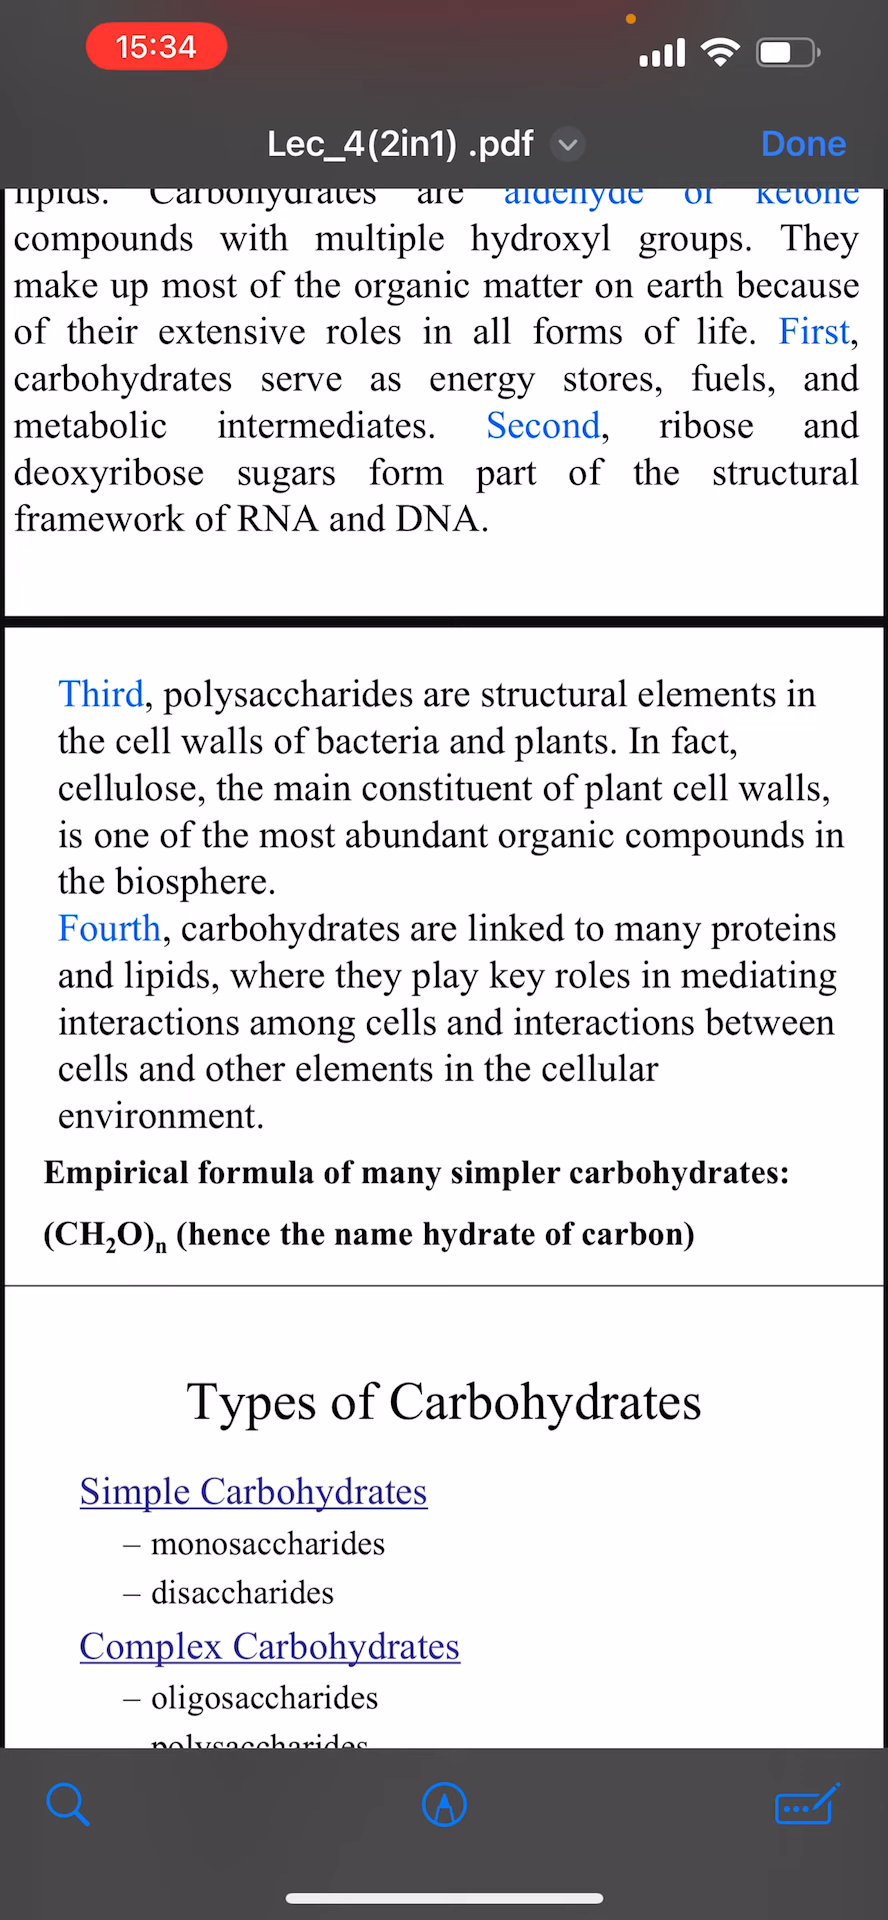 15:34
Lec_4(2in1) .pdf
Done
lipids. Carbohydrates are aldehyde or ketone
compounds with multiple hydroxyl groups. They
make up most of the organic matter on earth because
of their extensive roles in all forms of life. First,
carbohydrates serve as energy stores, fuels, and
metabolic intermediates. Second, ribose and
deoxyribose sugars form part of the structural
framework of RNA and DNA.
Third, polysaccharides are structural elements in
the cell walls of bacteria and plants. In fact,
cellulose, the main constituent of plant cell walls,
is one of the most abundant organic compounds in
the biosphere.
Fourth, carbohydrates are linked to many proteins
and lipids, where they play key roles in mediating
interactions among cells and interactions between
cells and other elements in the cellular
environment.
Empirical formula of many simpler carbohydrates:
(CH₂O)ₙ (hence the name hydrate of carbon)
Types of Carbohydrates
Simple Carbohydrates
– monosaccharides
– disaccharides
Complex Carbohydrates
– oligosaccharides
polysaccharides